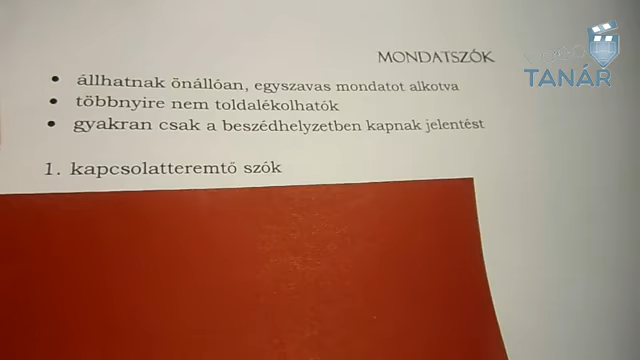 MONDATSZÓK
TANÁR
• állhatnak önállóan, egyszavas mondatot alkotva
• többnyire nem toldalékolhatók
• gyakran csak a beszédhelyzetben kapnak jelentést
1. kapcsolatteremtő szók